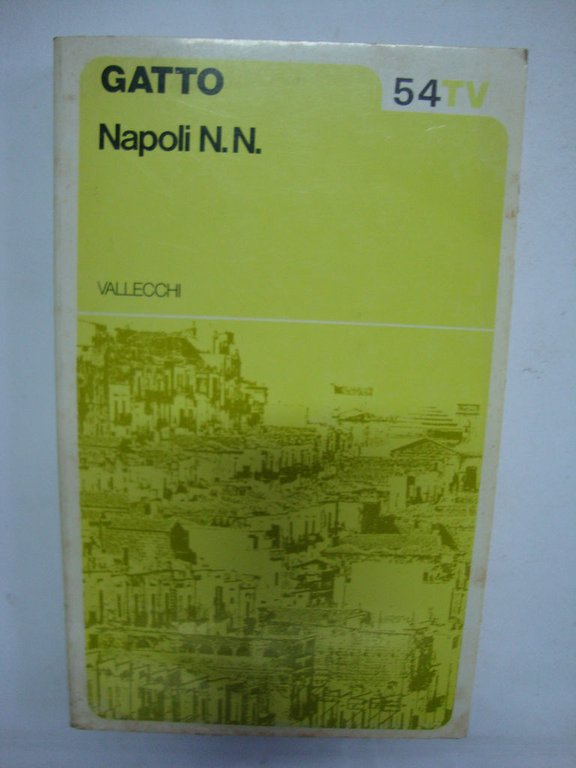 GATTO
54TV
Napoli N.N.
VALLECCHI